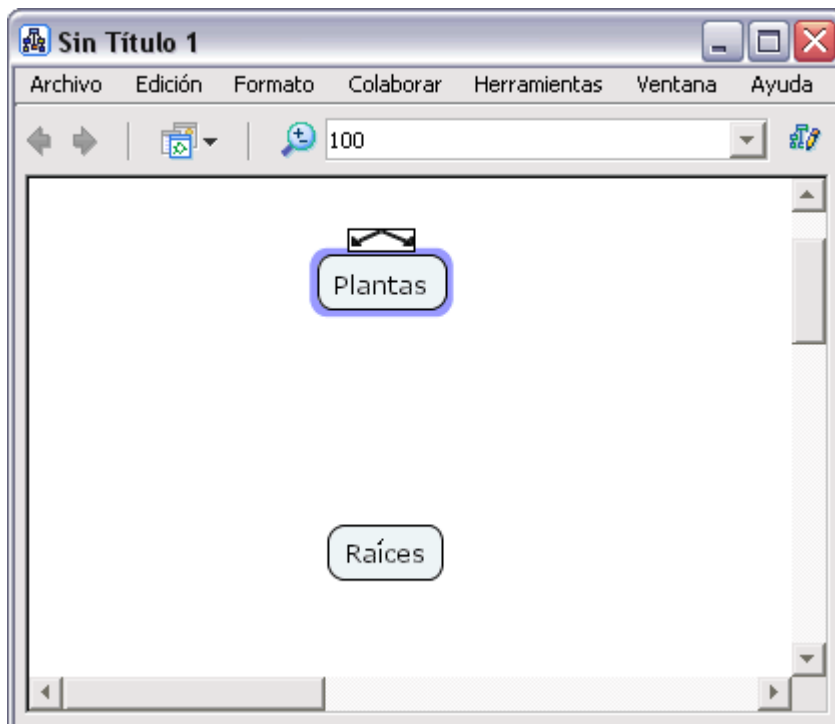 Sin Título 1
Archivo Edición Formato Colaborar Herramientas Ventana Ayuda
100
Plantas
Raíces